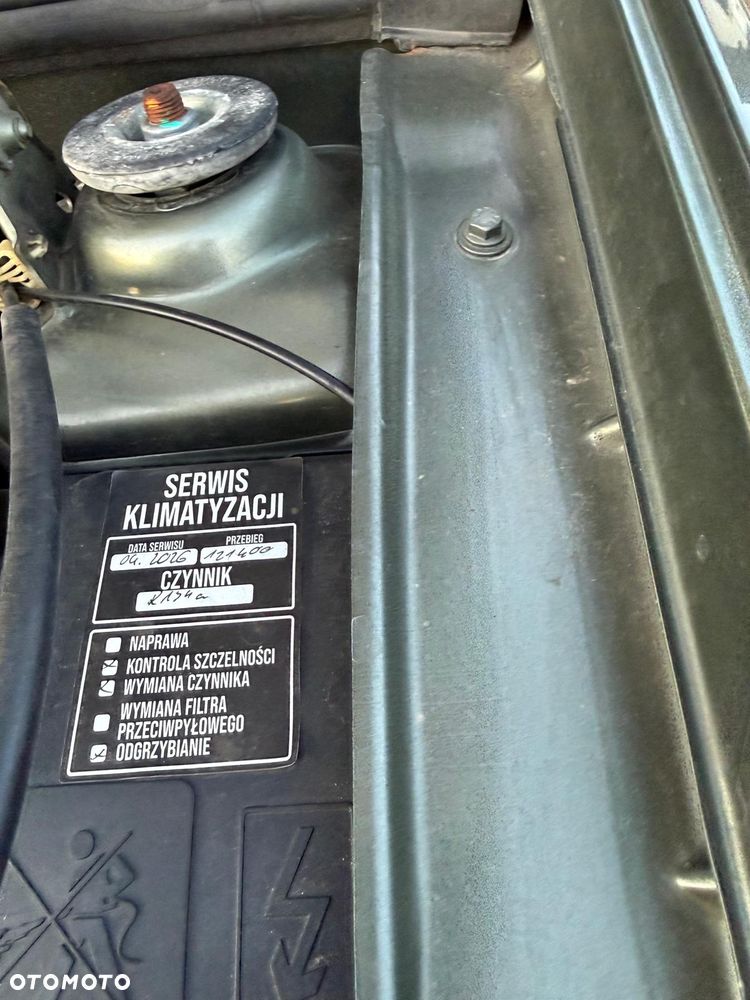 SERWIS
KLIMATYZACJI
DATA SERWISU PRZEBIEG
04.2026 121400
CZYNNIK
R134a
NAPRAWA
KONTROLA SZCZELNOŚCI
WYMIANA CZYNNIKA
WYMIANA FILTRA
PRZECIWPYŁOWEGO
ODGRZYBIANIE
OTOMOTO